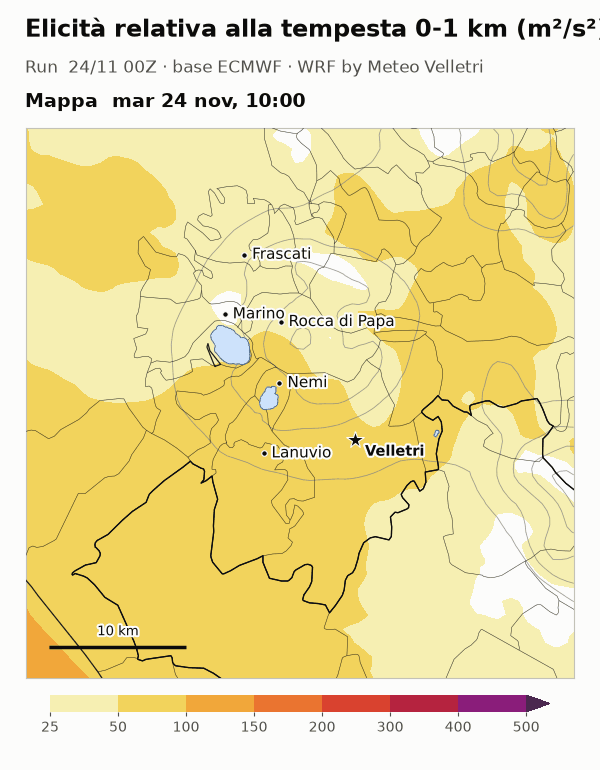 Elicità relativa alla tempesta 0-1 km (m²/s²)
Run 24/11 00Z · base ECMWF · WRF by Meteo Velletri
Mappa mar 24 nov, 10:00
Frascati
Marino
Rocca di Papa
Nemi
Velletri
Lanuvio
10 km
25 50 100 150 200 300 400 500